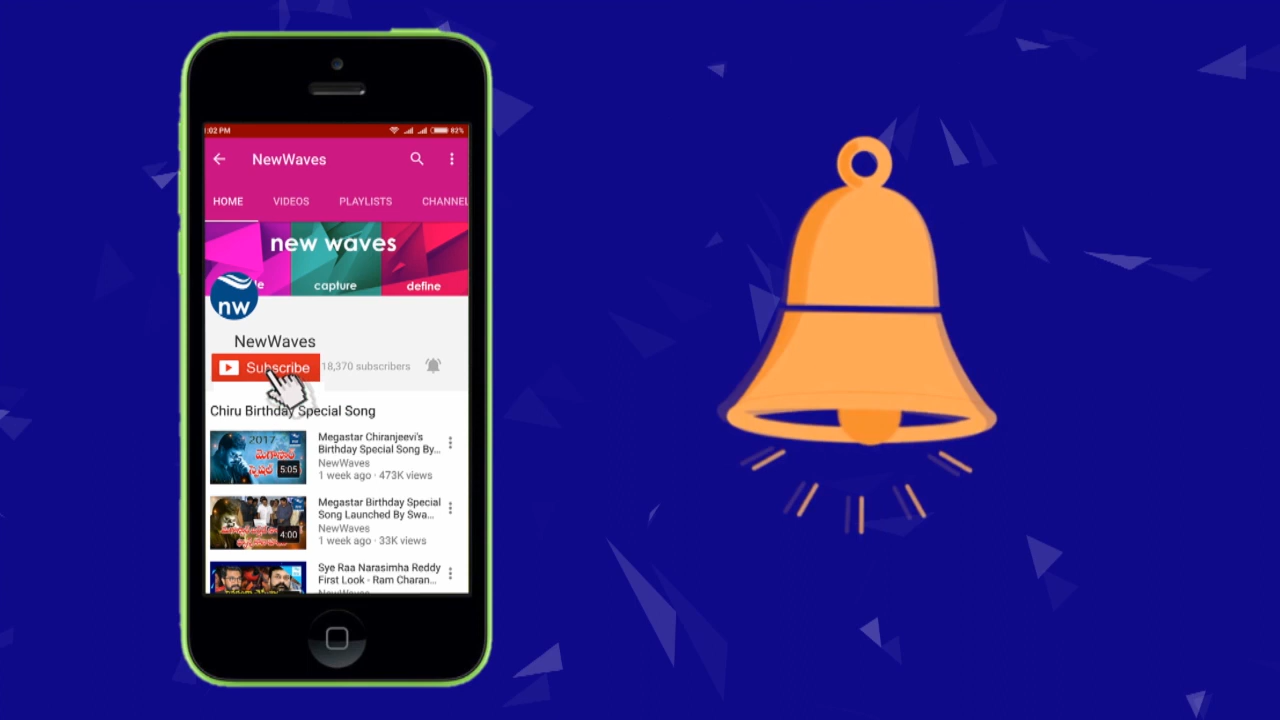 1:02 PM 82%
NewWaves
HOME VIDEOS PLAYLISTS CHANNEL
new waves
capture define
nw
NewWaves
Subscribe 18,370 subscribers
Chiru Birthday Special Song
2017
మెగాస్టార్
స్పెషల్
5:05
Megastar Chiranjeevi's
Birthday Special Song By...
NewWaves
1 week ago · 473K views
4:00
Megastar Birthday Special
Song Launched By Swa...
NewWaves
1 week ago · 33K views
Sye Raa Narasimha Reddy
First Look - Ram Charan...
NewWaves